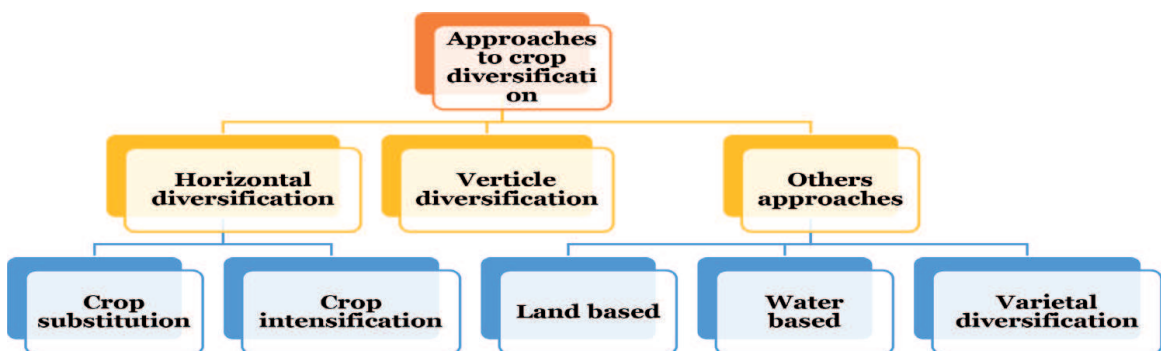 Approaches
to crop
diversificati
on
Horizontal
diversification
Verticle
diversification
Others
approaches
Crop
substitution
Crop
intensification
Land based
Water
based
Varietal
diversification